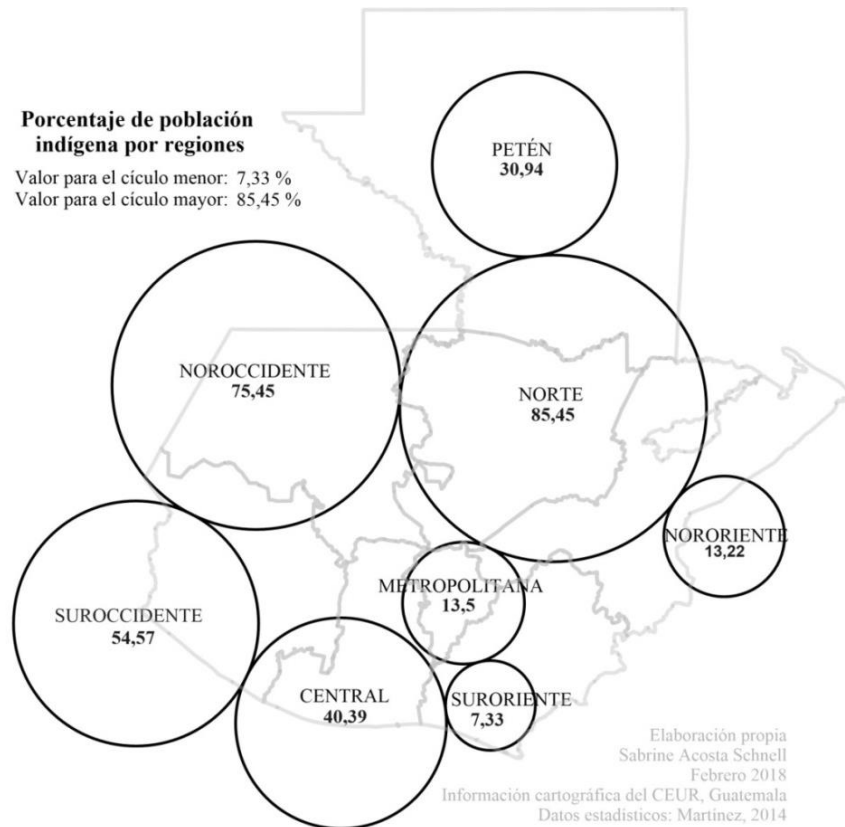 Porcentaje de población
indígena por regiones
Valor para el cículo menor: 7,33 %
Valor para el cículo mayor: 85,45 %
PETÉN
30,94
NOROCCIDENTE
75,45
NORTE
85,45
NORORIENTE
13,22
METROPOLITANA
13,5
SUROCCIDENTE
54,57
CENTRAL
40,39
SURORIENTE
7,33
Elaboración propia
Sabrine Acosta Schnell
Febrero 2018
Información cartográfica del CEUR, Guatemala
Datos estadísticos: Martínez, 2014